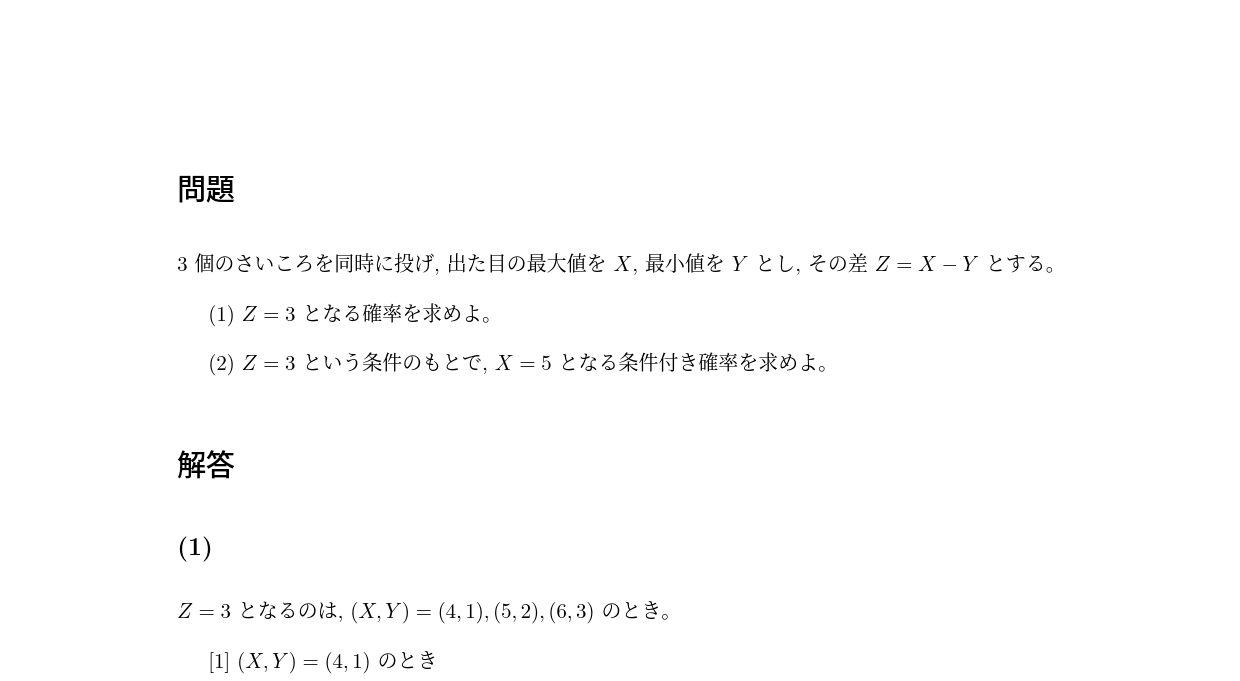 問題
3 個のさいころを同時に投げ, 出た目の最大値を X, 最小値を Y とし, その差 Z = X − Y とする。
(1) Z = 3 となる確率を求めよ。
(2) Z = 3 という条件のもとで, X = 5 となる条件付き確率を求めよ。
解答
(1)
Z = 3 となるのは, (X, Y) = (4, 1), (5, 2), (6, 3) のとき。
[1] (X, Y) = (4, 1) のとき